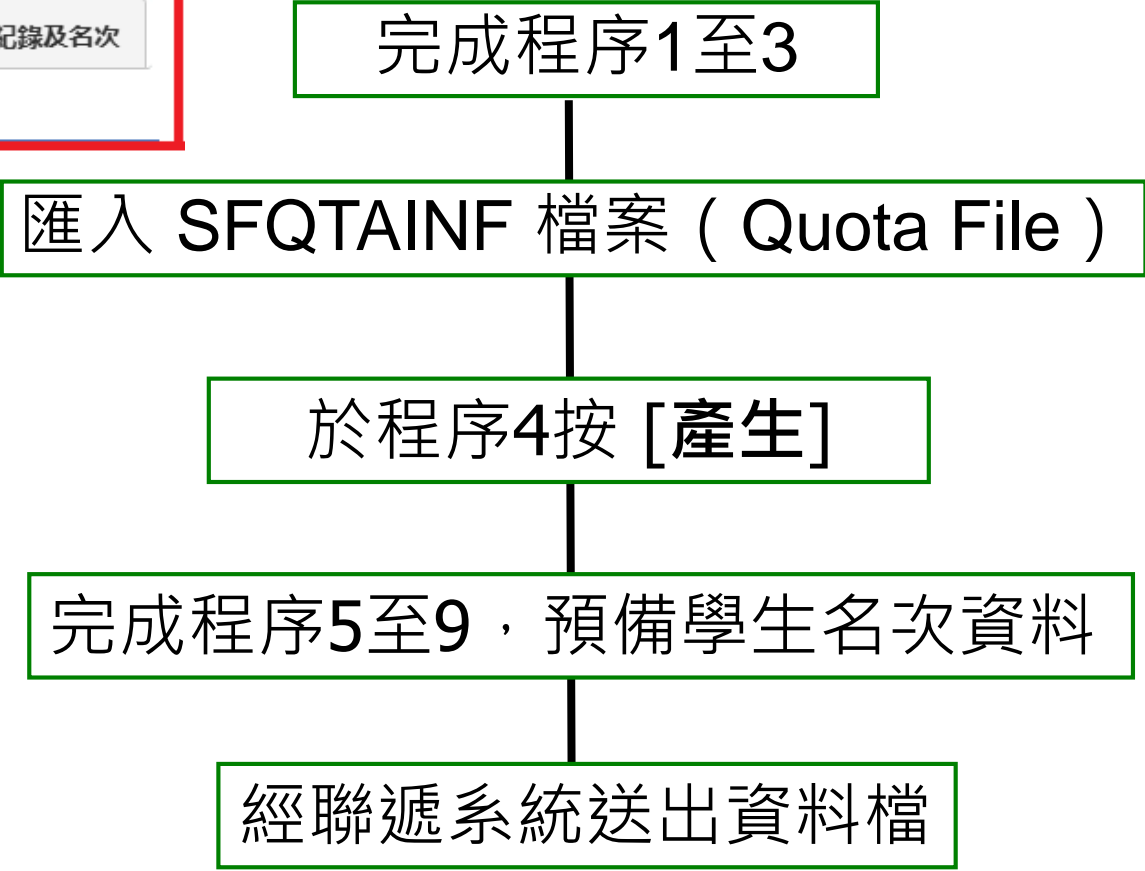 紀錄及名次
完成程序1至3
匯入 SFQTAINF 檔案 ( Quota File )
於程序4按 [產生]
完成程序5至9，預備學生名次資料
經聯遞系統送出資料檔